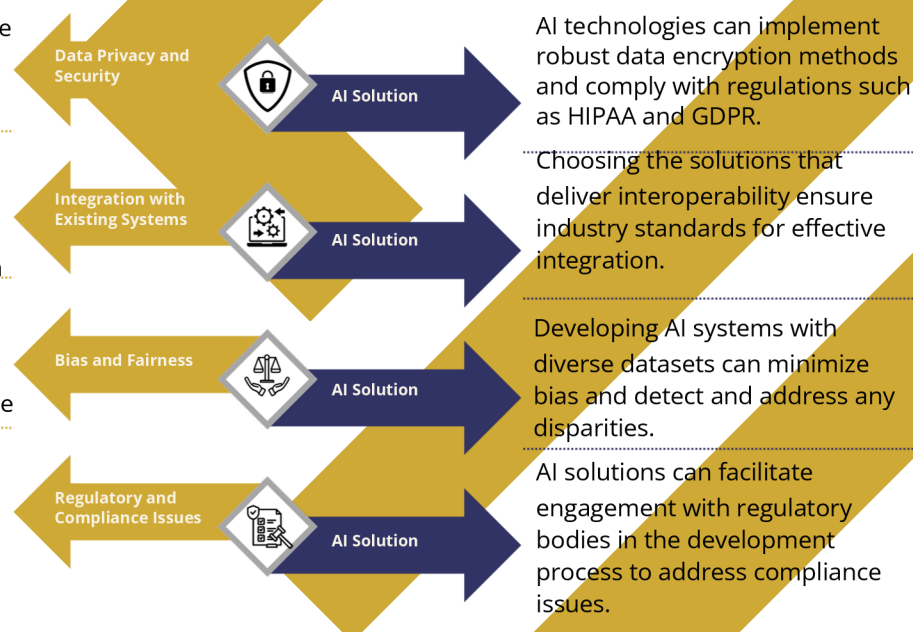 e
Data Privacy and
Security
AI Solution
AI technologies can implement
robust data encryption methods
and comply with regulations such
as HIPAA and GDPR.
Integration with
Existing Systems
AI Solution
Choosing the solutions that
deliver interoperability ensure
industry standards for effective
integration.
Bias and Fairness
AI Solution
Developing AI systems with
diverse datasets can minimize
bias and detect and address any
disparities.
e
Regulatory and
Compliance Issues
AI Solution
AI solutions can facilitate
engagement with regulatory
bodies in the development
process to address compliance
issues.